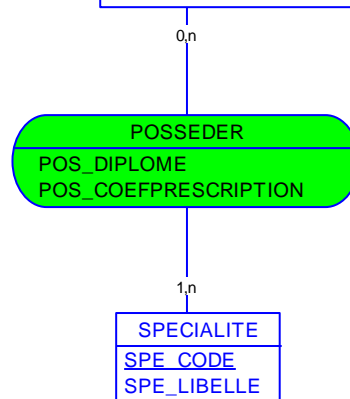 0,n
POSSEDER
POS_DIPLOME
POS_COEFPRESCRIPTION
1,n
SPECIALITE
SPE_CODE
SPE_LIBELLE